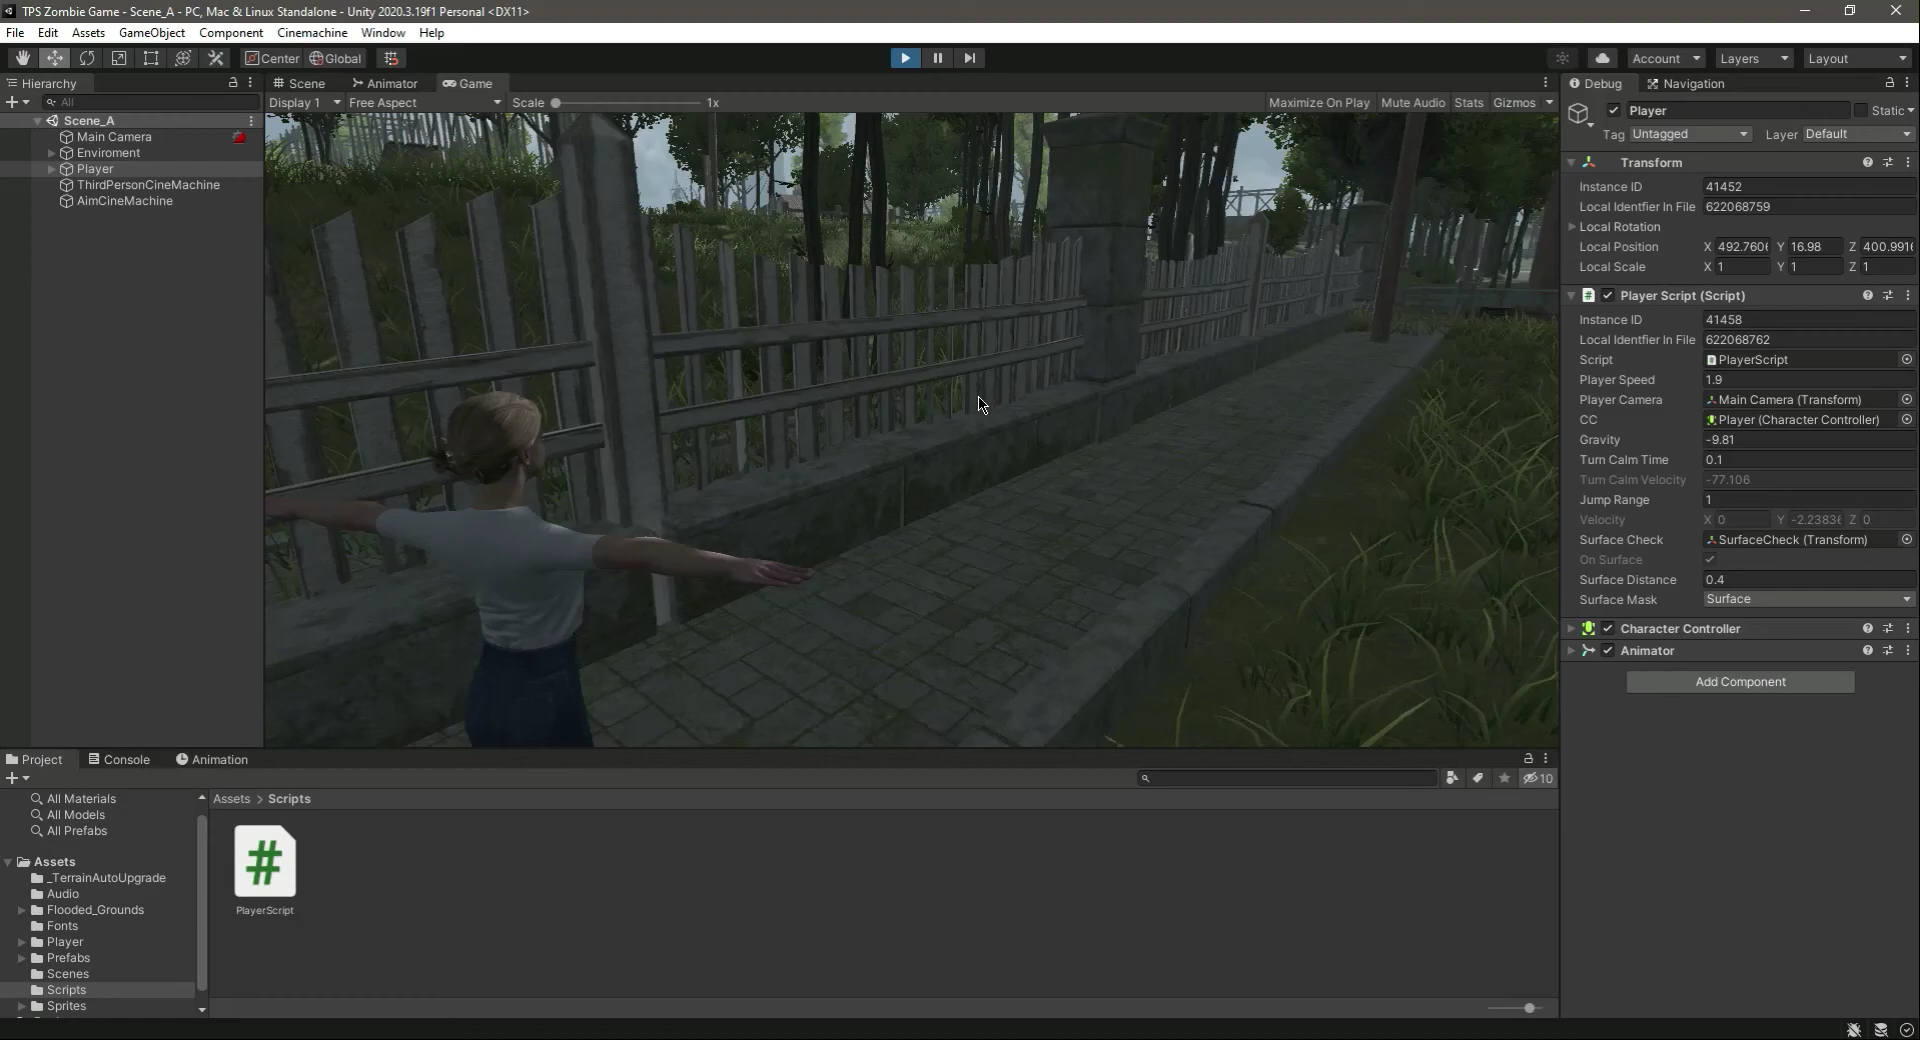 TPS Zombie Game - Scene_A - PC, Mac & Linux Standalone - Unity 2020.3.19f1 Personal <DX11>
File Edit Assets GameObject Component Cinemachine Window Help
Center Global Account Layers Layout
Hierarchy
All
Scene_A
Main Camera
Enviroment
Player
ThirdPersonCineMachine
AimCineMachine
Scene Animator Game
Display 1 Free Aspect Scale 1x Maximize On Play Mute Audio Stats Gizmos
Debug Navigation
Player Static
Tag Untagged Layer Default
Transform
Instance ID 41452
Local Identfier In File 622068759
Local Rotation
Local Position X 492.760 Y 16.98 Z 400.991
Local Scale X 1 Y 1 Z 1
Player Script (Script)
Instance ID 41458
Local Identfier In File 622068762
Script PlayerScript
Player Speed 1.9
Player Camera Main Camera (Transform)
CC Player (Character Controller)
Gravity -9.81
Turn Calm Time 0.1
Turn Calm Velocity -77.106
Jump Range 1
Velocity X 0 Y -2.2383 Z 0
Surface Check SurfaceCheck (Transform)
On Surface
Surface Distance 0.4
Surface Mask Surface
Character Controller
Animator
Add Component
Project Console Animation
10
All Materials
All Models
All Prefabs
Assets
_TerrainAutoUpgrade
Audio
Flooded_Grounds
Fonts
Player
Prefabs
Scenes
Scripts
Sprites
Assets > Scripts
PlayerScript